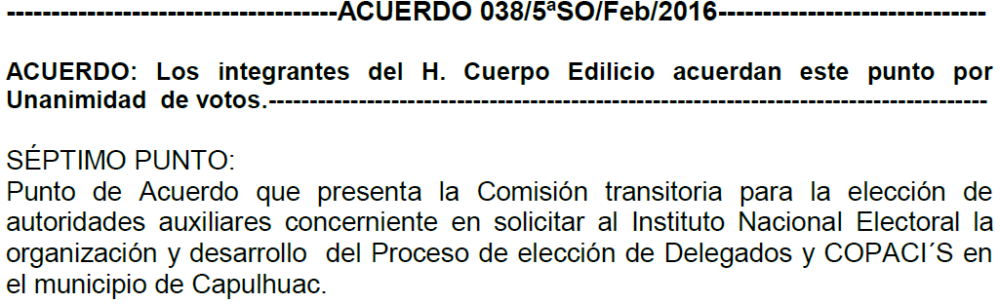 -------------------------------------ACUERDO 038/5ªSO/Feb/2016------------------------------
ACUERDO: Los integrantes del H. Cuerpo Edilicio acuerdan este punto por
Unanimidad  de votos.----------------------------------------------------------------------------------------
SÉPTIMO PUNTO:
Punto de Acuerdo que presenta la Comisión transitoria para la elección de
autoridades auxiliares concerniente en solicitar al Instituto Nacional Electoral la
organización y desarrollo  del Proceso de elección de Delegados y COPACI´S en
el municipio de Capulhuac.